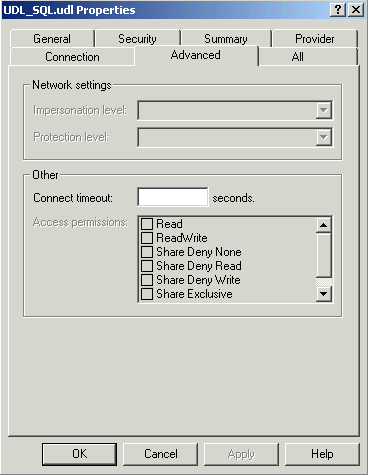 UDL_SQL.udl Properties
General Security Summary Provider
Connection Advanced All
Network settings
Impersonation level:
Protection level:
Other
Connect timeout: seconds.
Access permissions:
Read
ReadWrite
Share Deny None
Share Deny Read
Share Deny Write
Share Exclusive
OK Cancel Apply Help